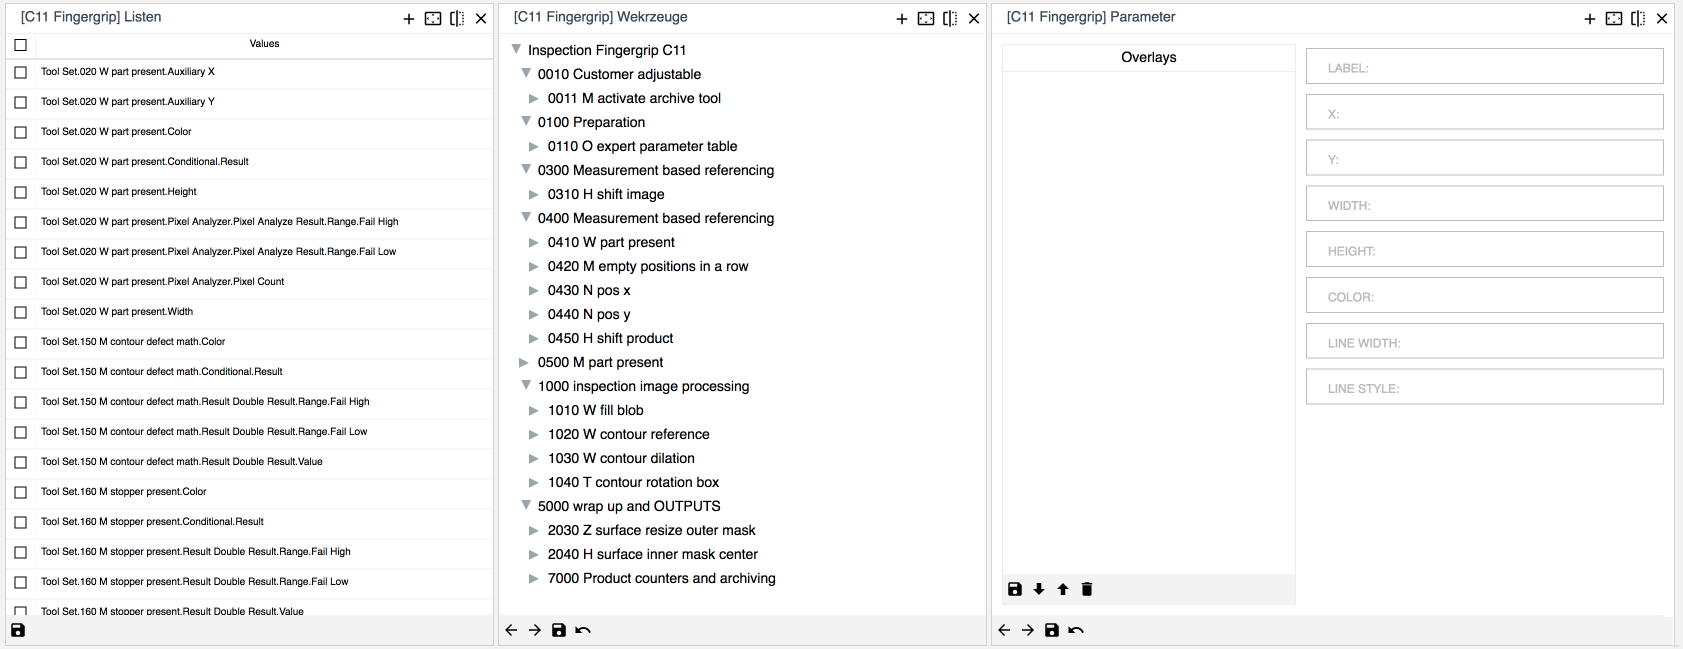 [C11 Fingergrip] Listen
Values
Tool Set.020 W part present.Auxiliary X
Tool Set.020 W part present.Auxiliary Y
Tool Set.020 W part present.Color
Tool Set.020 W part present.Conditional.Result
Tool Set.020 W part present.Height
Tool Set.020 W part present.Pixel Analyzer.Pixel Analyze Result.Range.Fail High
Tool Set.020 W part present.Pixel Analyzer.Pixel Analyze Result.Range.Fail Low
Tool Set.020 W part present.Pixel Analyzer.Pixel Count
Tool Set.020 W part present.Width
Tool Set.150 M contour defect math.Color
Tool Set.150 M contour defect math.Conditional.Result
Tool Set.150 M contour defect math.Result Double Result.Range.Fail High
Tool Set.150 M contour defect math.Result Double Result.Range.Fail Low
Tool Set.150 M contour defect math.Result Double Result.Value
Tool Set.160 M stopper present.Color
Tool Set.160 M stopper present.Conditional.Result
Tool Set.160 M stopper present.Result Double Result.Range.Fail High
Tool Set.160 M stopper present.Result Double Result.Range.Fail Low
Tool Set.160 M stopper present.Result Double Result.Value
[C11 Fingergrip] Wekrzeuge
Inspection Fingergrip C11
0010 Customer adjustable
0011 M activate archive tool
0100 Preparation
0110 O expert parameter table
0300 Measurement based referencing
0310 H shift image
0400 Measurement based referencing
0410 W part present
0420 M empty positions in a row
0430 N pos x
0440 N pos y
0450 H shift product
0500 M part present
1000 inspection image processing
1010 W fill blob
1020 W contour reference
1030 W contour dilation
1040 T contour rotation box
5000 wrap up and OUTPUTS
2030 Z surface resize outer mask
2040 H surface inner mask center
7000 Product counters and archiving
[C11 Fingergrip] Parameter
Overlays
LABEL:
X:
Y:
WIDTH:
HEIGHT:
COLOR:
LINE WIDTH:
LINE STYLE: